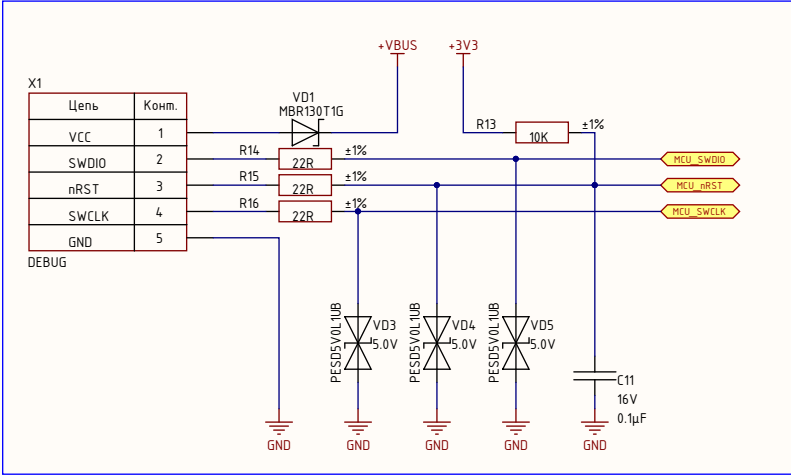 +VBUS
+3V3
X1
Цепь
Конт.
VCC
1
SWDIO
2
nRST
3
SWCLK
4
GND
5
DEBUG
VD1
MBR130T1G
R13
10K
±1%
R14
22R
±1%
R15
22R
±1%
R16
22R
±1%
MCU_SWDIO
MCU_nRST
MCU_SWCLK
PESD5V0L1UB
VD3
5.0V
PESD5V0L1UB
VD4
5.0V
PESD5V0L1UB
VD5
5.0V
C11
16V
0.1µF
GND
GND
GND
GND
GND